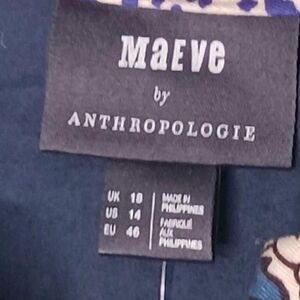 MaEVe
by
ANTHROPOLOGIE
UK 18
US 14
EU 46
MADE IN
PHILIPPINES
FABRIQUÉ
AUX
PHILIPPINES